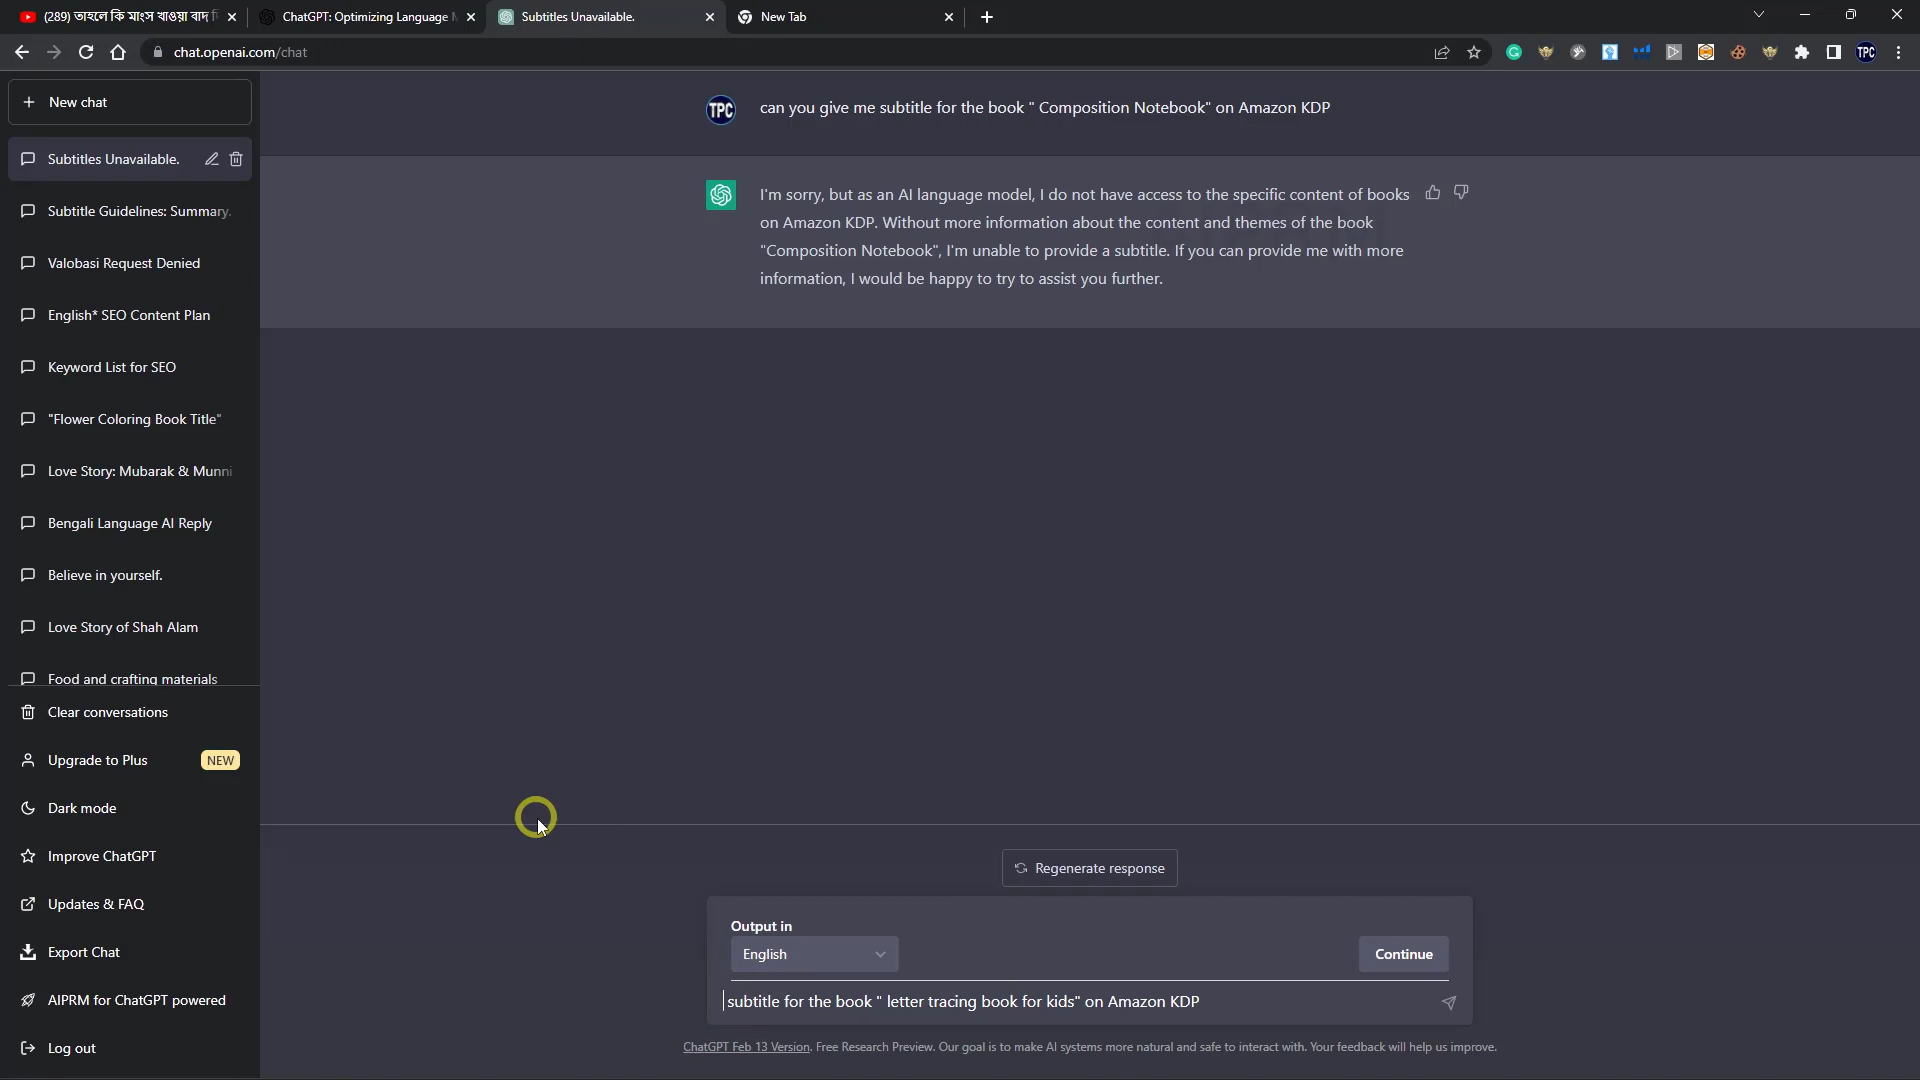 (289) তাহলে কি মাংস খাওয়া বাদ
ChatGPT: Optimizing Language
Subtitles Unavailable.
New Tab
chat.openai.com/chat
TPC
New chat
Subtitles Unavailable.
Subtitle Guidelines: Summary.
Valobasi Request Denied
English* SEO Content Plan
Keyword List for SEO
"Flower Coloring Book Title"
Love Story: Mubarak & Munni
Bengali Language AI Reply
Believe in yourself.
Love Story of Shah Alam
Food and crafting materials
Clear conversations
Upgrade to Plus
NEW
Dark mode
Improve ChatGPT
Updates & FAQ
Export Chat
AIPRM for ChatGPT powered
Log out
TPC
can you give me subtitle for the book " Composition Notebook" on Amazon KDP
I'm sorry, but as an AI language model, I do not have access to the specific content of books
on Amazon KDP. Without more information about the content and themes of the book
"Composition Notebook", I'm unable to provide a subtitle. If you can provide me with more
information, I would be happy to try to assist you further.
Regenerate response
Output in
English
Continue
subtitle for the book " letter tracing book for kids" on Amazon KDP
ChatGPT Feb 13 Version. Free Research Preview. Our goal is to make AI systems more natural and safe to interact with. Your feedback will help us improve.